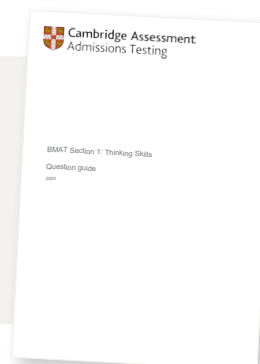 Cambridge Assessment
Admissions Testing
BMAT Section 1: Thinking Skills
Question guide